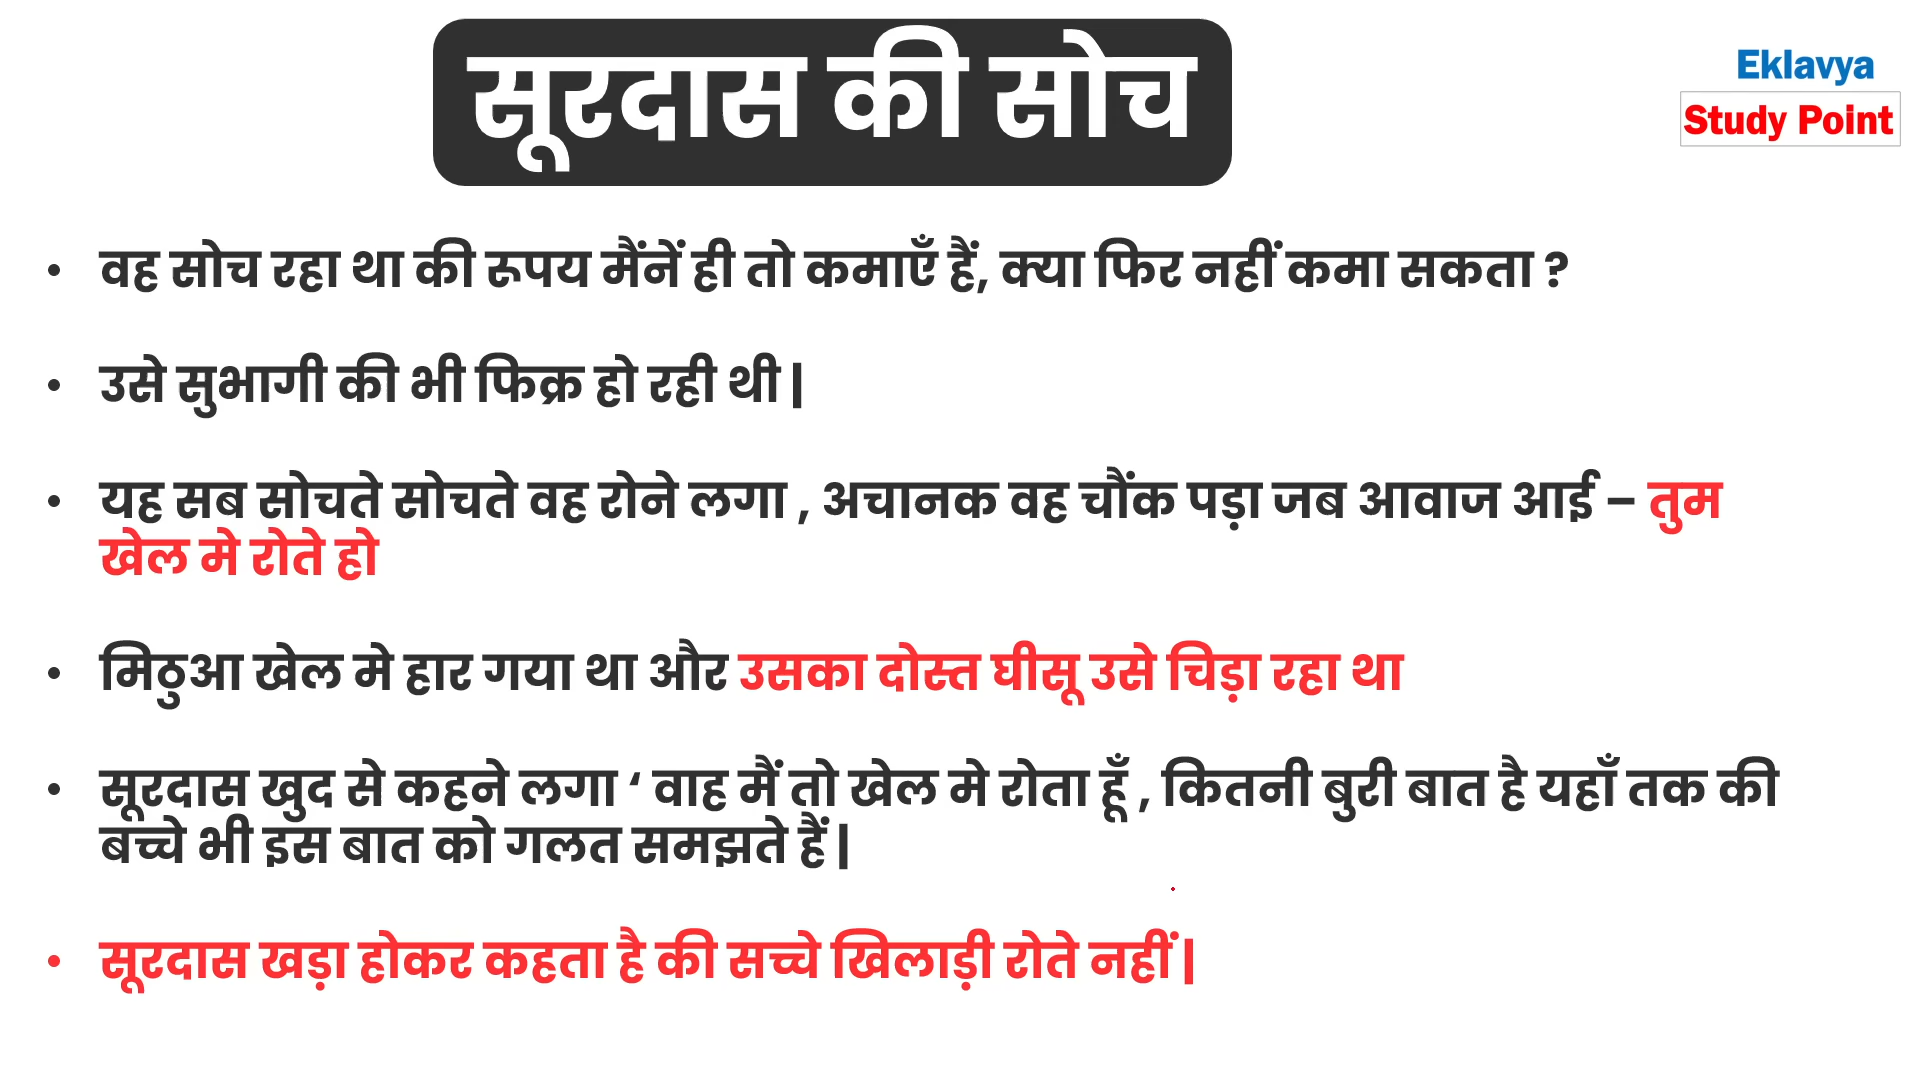 सूरदास की सोच
Eklavya
Study Point
• वह सोच रहा था की रूपय मैंनें ही तो कमाएँ हैं, क्या फिर नहीं कमा सकता ?
• उसे सुभागी की भी फिक्र हो रही थी |
• यह सब सोचते सोचते वह रोने लगा , अचानक वह चौंक पड़ा जब आवाज आई – तुम
खेल मे रोते हो
• मिठुआ खेल मे हार गया था और उसका दोस्त घीसू उसे चिड़ा रहा था
• सूरदास खुद से कहने लगा ‘ वाह मैं तो खेल मे रोता हूँ , कितनी बुरी बात है यहाँ तक की
बच्चे भी इस बात को गलत समझते हैं |
• सूरदास खड़ा होकर कहता है की सच्चे खिलाड़ी रोते नहीं |